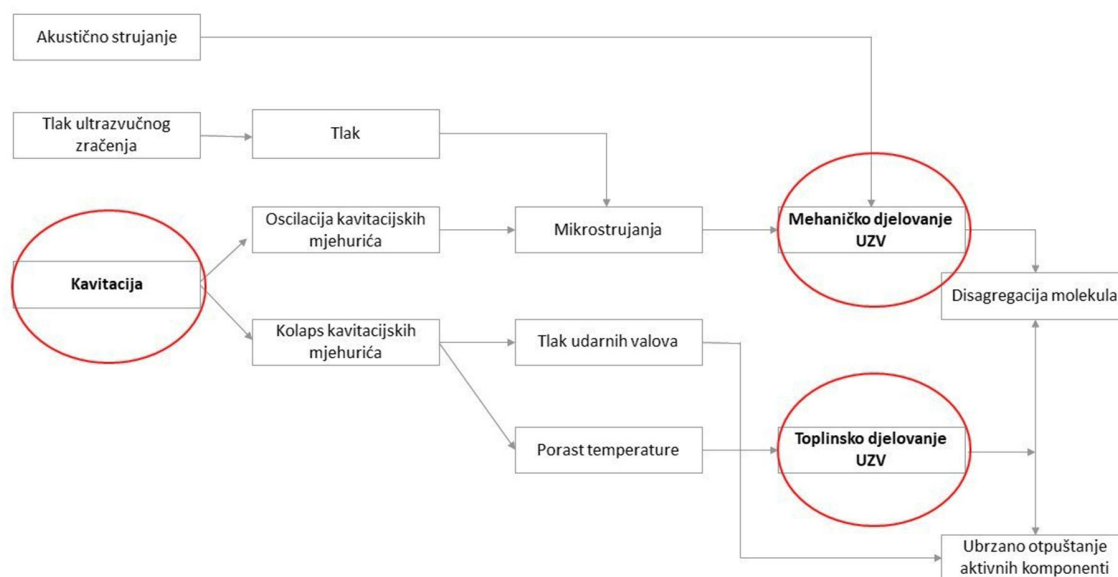 Akustično strujanje
Tlak ultrazvučnog
zračenja
Tlak
Oscilacija kavitacijskih
mjehurića
Mikrostrujanja
Mehaničko djelovanje
UZV
Kavitacija
Disagregacija molekula
Kolaps kavitacijskih
mjehurića
Tlak udarnih valova
Porast temperature
Toplinsko djelovanje
UZV
Ubrzano otpuštanje
aktivnih komponenti